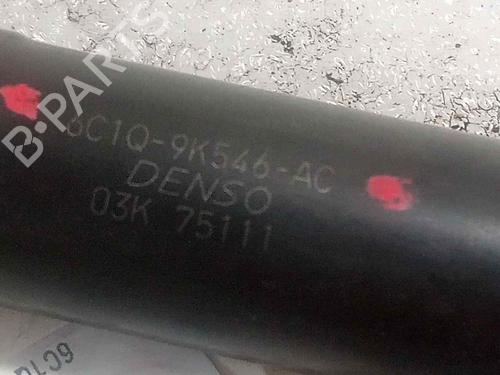 B-PARTS
6C1Q-9K546-AC
DENSO
03K 75111